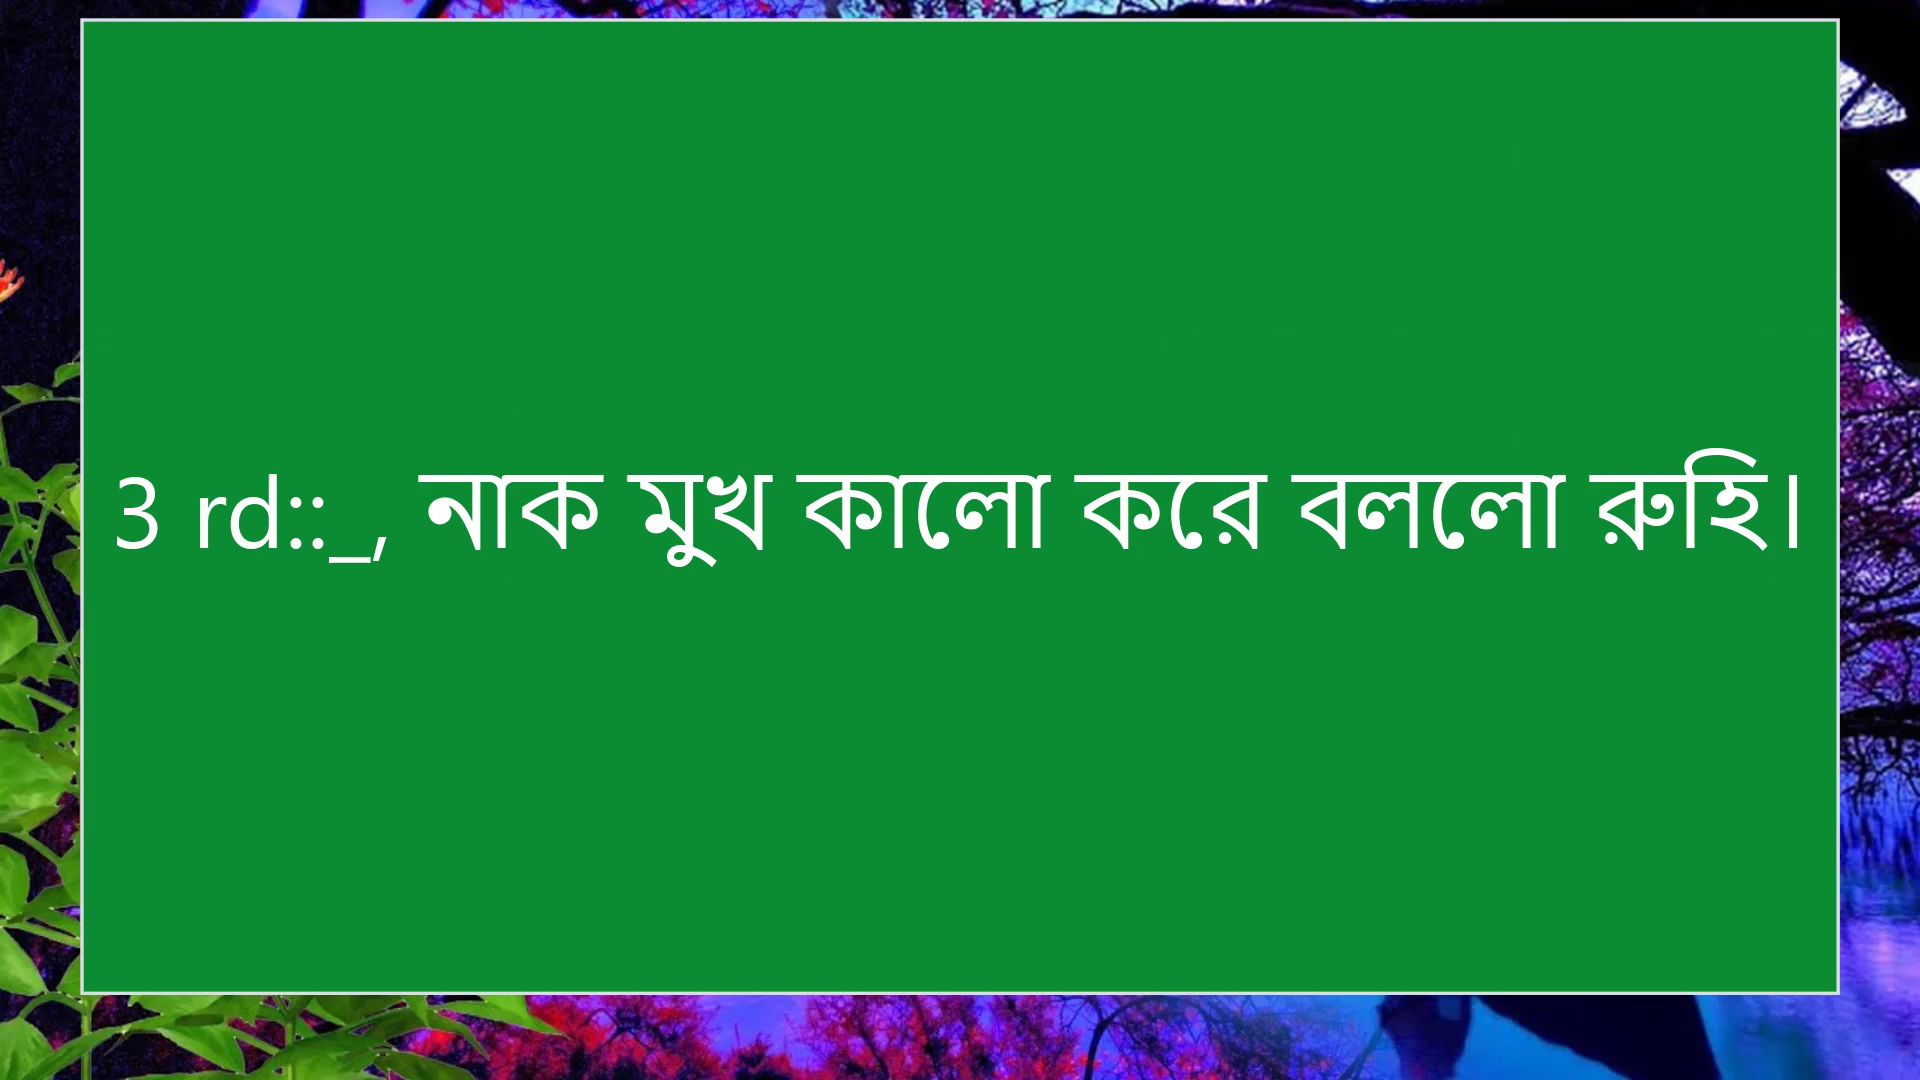 3 rd::_, নাক মুখ কালো করে বললো রুহি।